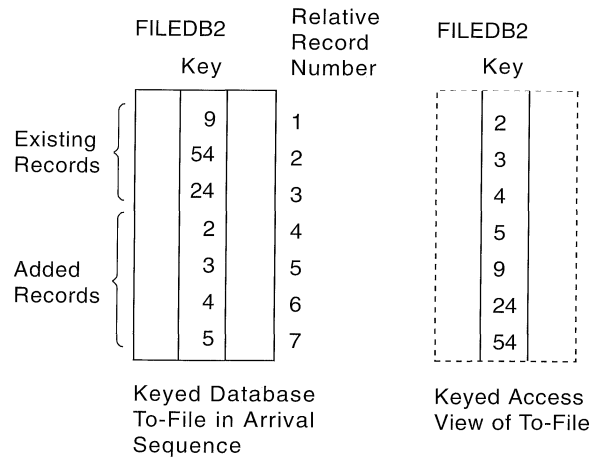 FILEDB2
Key
Relative
Record
Number
FILEDB2
Key
Existing
Records
Added
Records
9
54
24
2
3
4
5
1
2
3
4
5
6
7
2
3
4
5
9
24
54
Keyed Database
To-File in Arrival
Sequence
Keyed Access
View of To-File